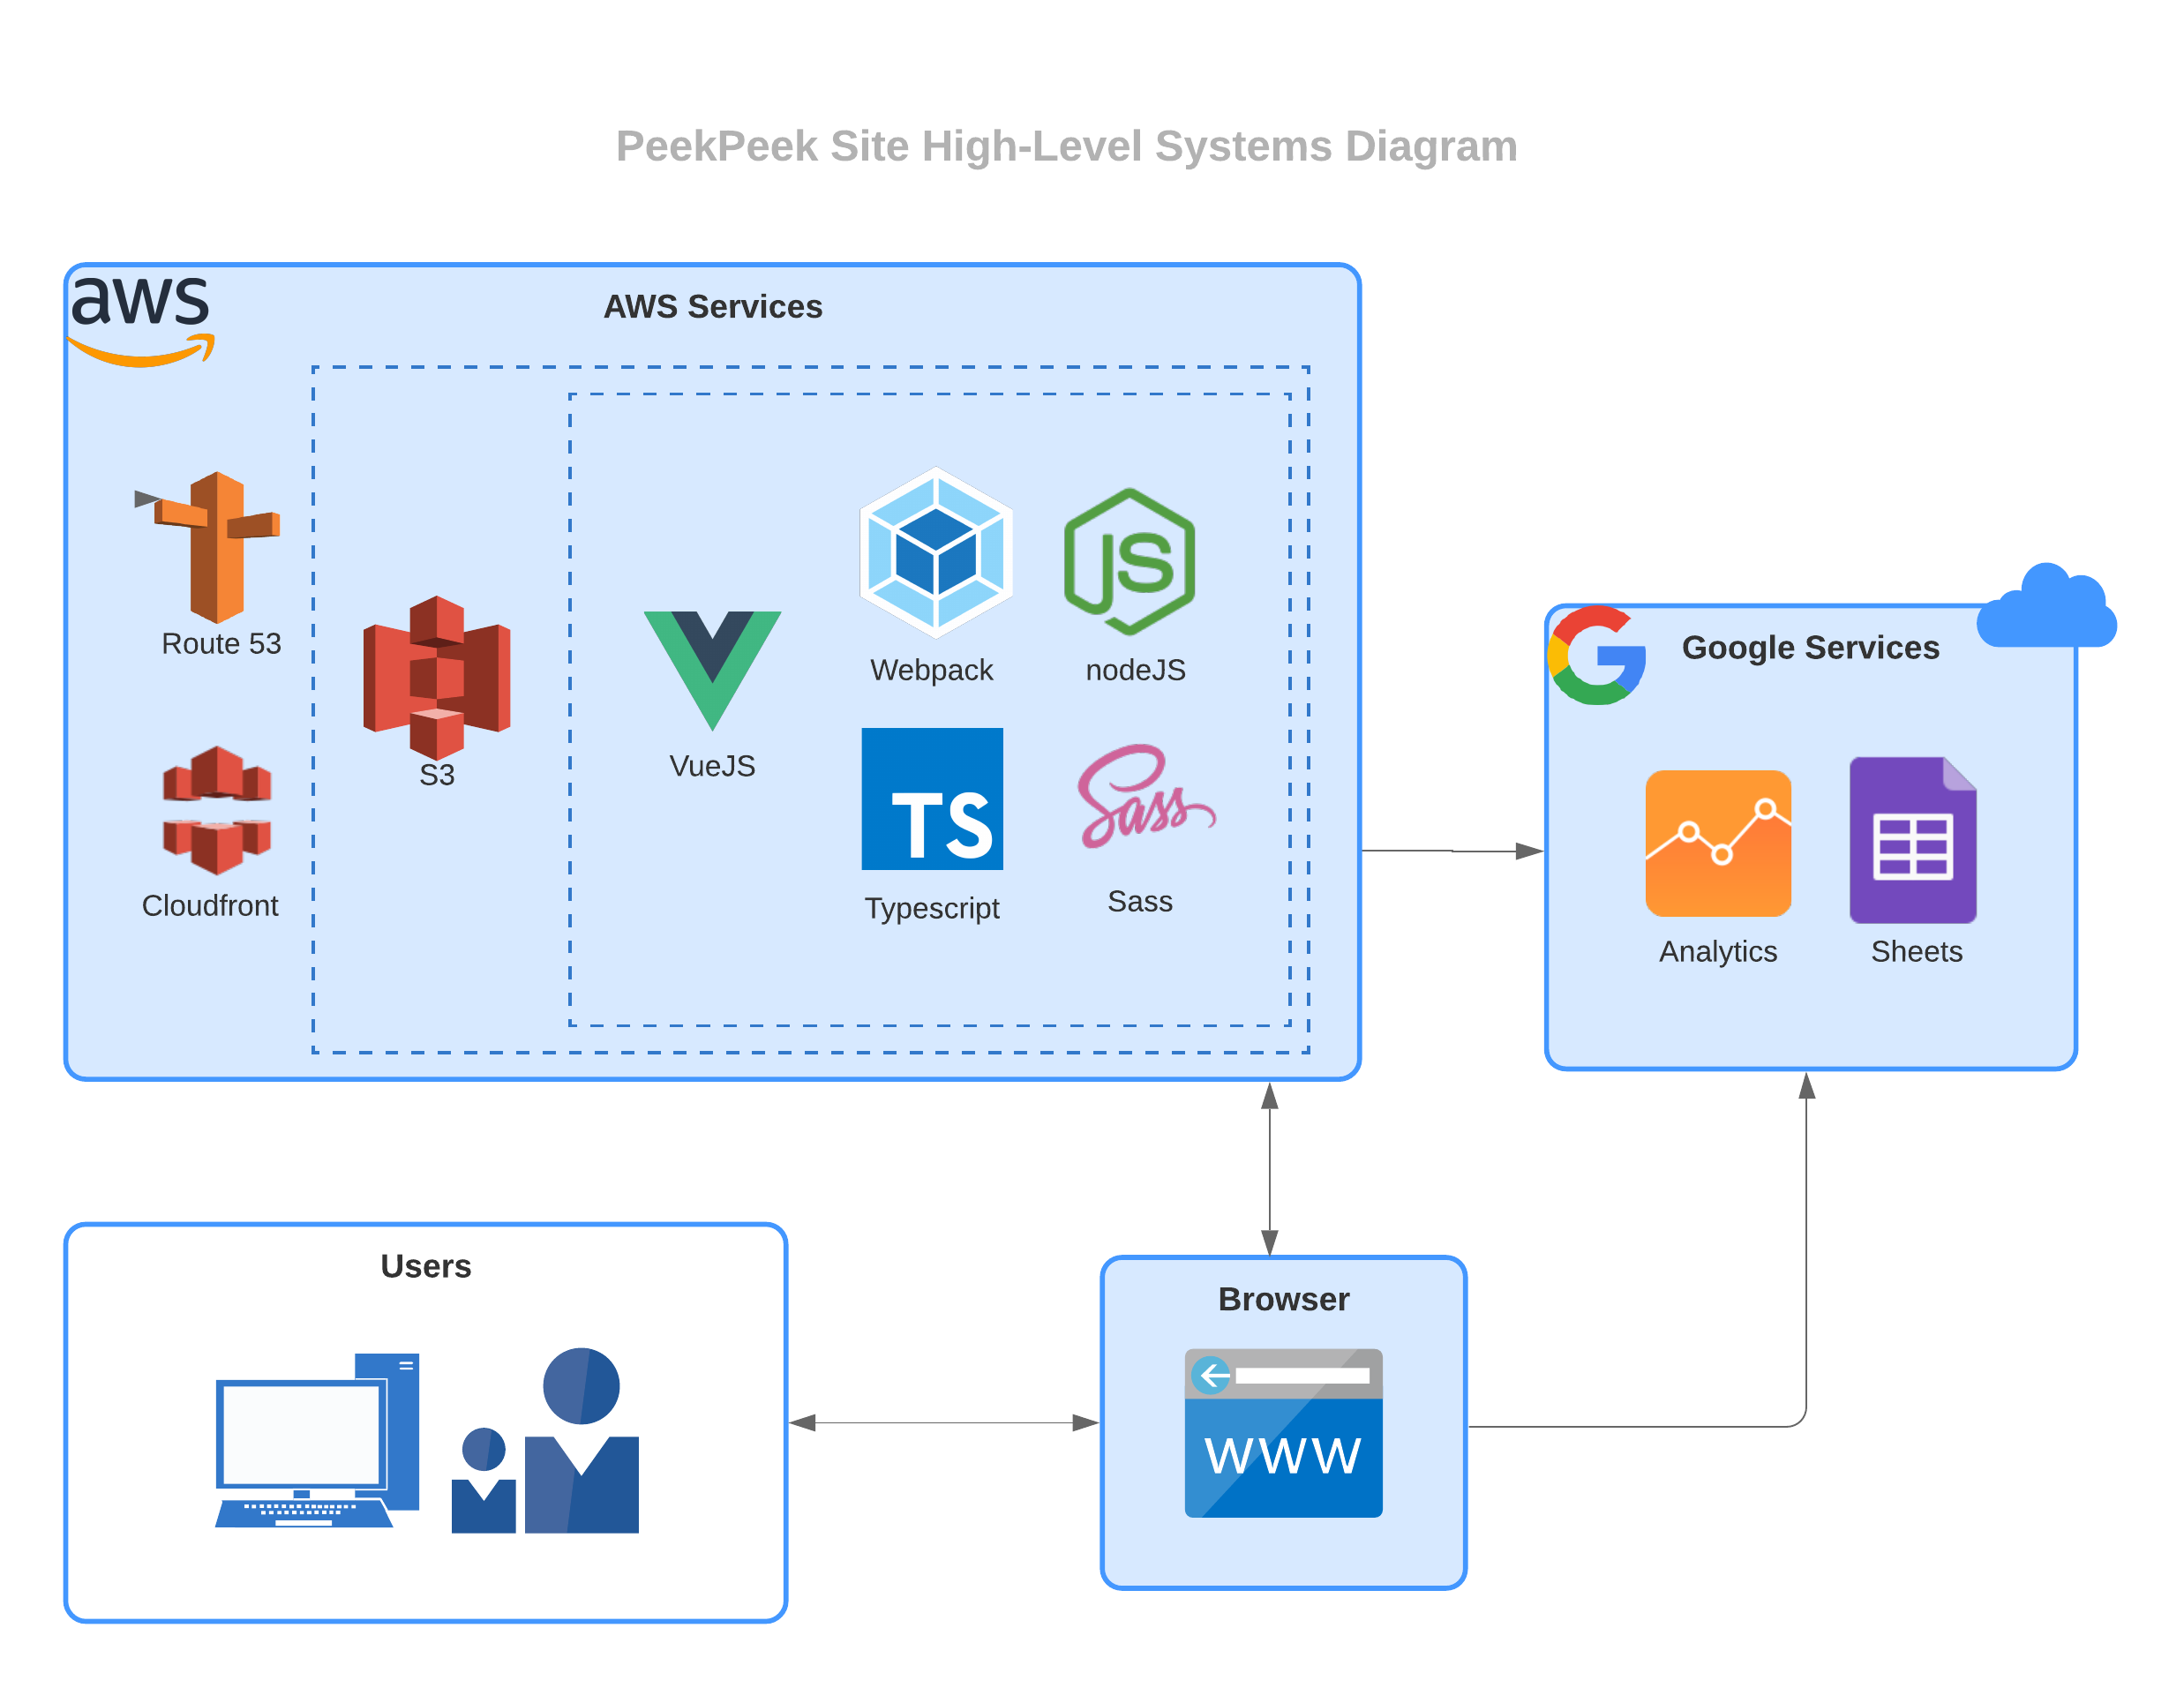 PeekPeek Site High-Level Systems Diagram
aws
AWS Services
Route 53
Cloudfront
S3
VueJS
Webpack
JS
nodeJS
TS
Typescript
Sass
Sass
G
Google Services
Analytics
Sheets
Users
Browser
WWW